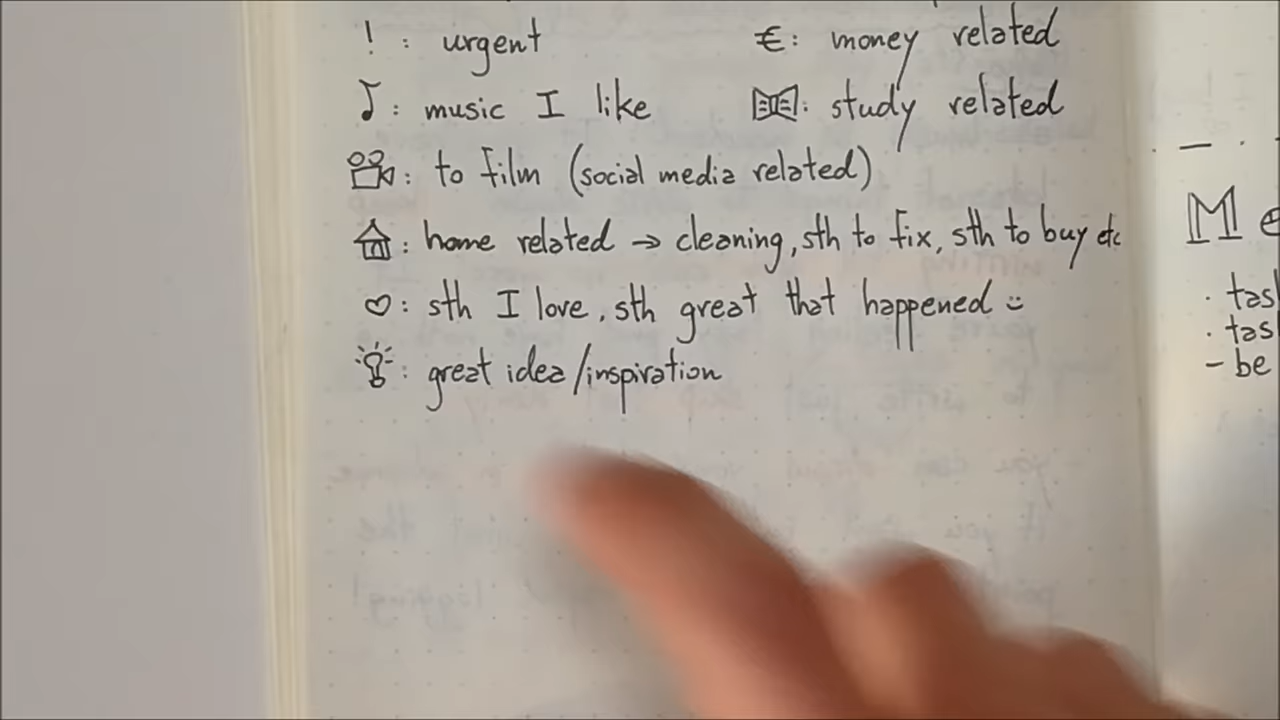 ! : urgent €: money related
♪: music I like 📖: study related
🎥: to film (social media related)
🏠: home related → cleaning, sth to fix, sth to buy etc
♡: sth I love, sth great that happened ☺
💡: great idea/inspiration
M
· tas
· tas
- be